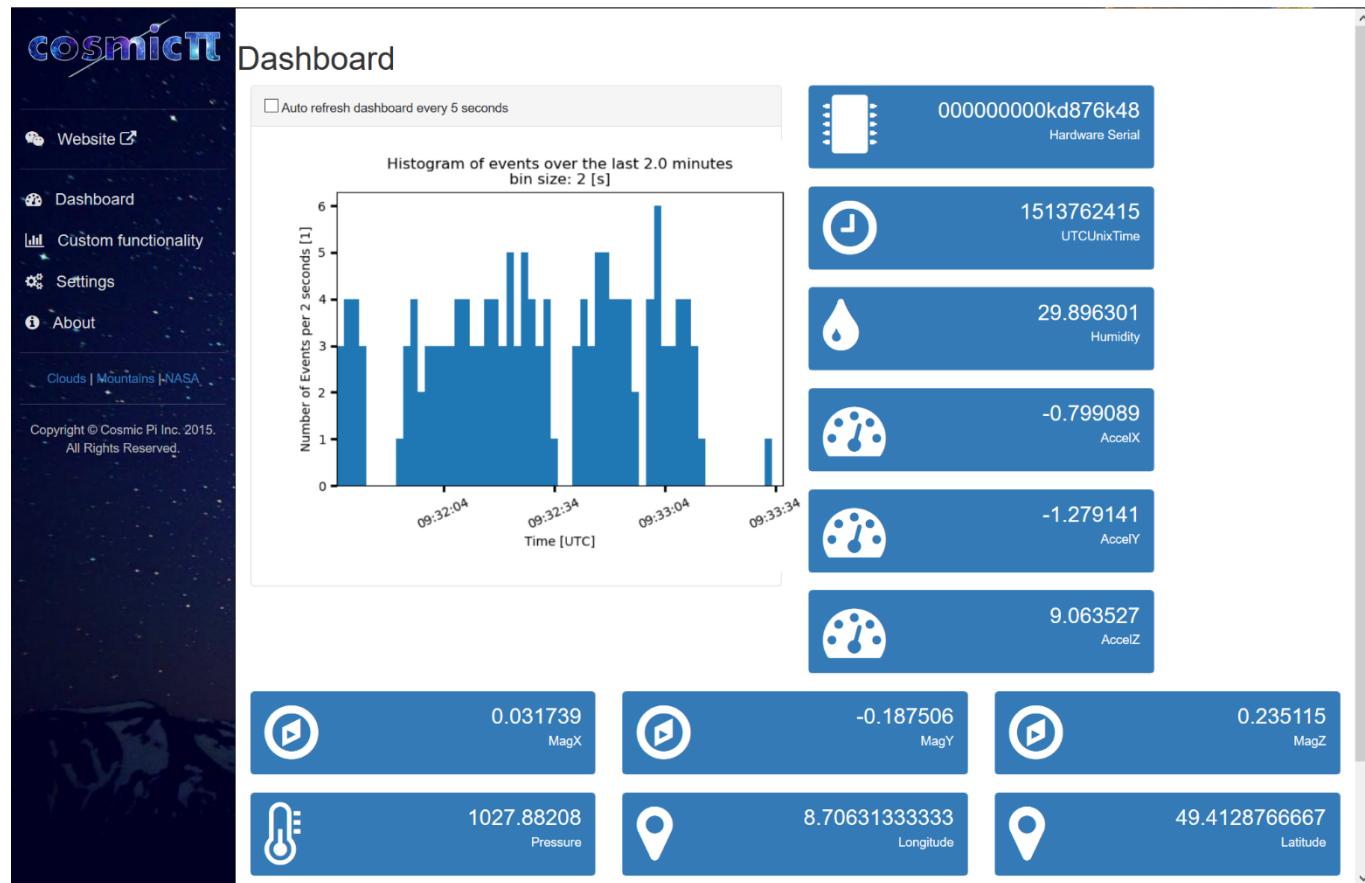 cosmicπ
Website
Dashboard
Custom functionality
Settings
About
Clouds | Mountains | NASA
Copyright © Cosmic Pi Inc. 2015.
All Rights Reserved.
Dashboard
Auto refresh dashboard every 5 seconds
Histogram of events over the last 2.0 minutes
bin size: 2 [s]
Number of Events per 2 seconds [1]
6
5
4
3
2
1
0
09:32:04
09:32:34
09:33:04
09:33:34
Time [UTC]
000000000kd876k48
Hardware Serial
1513762415
UTCUnixTime
29.896301
Humidity
-0.799089
AccelX
-1.279141
AccelY
9.063527
AccelZ
0.031739
MagX
-0.187506
MagY
0.235115
MagZ
1027.88208
Pressure
8.70631333333
Longitude
49.4128766667
Latitude